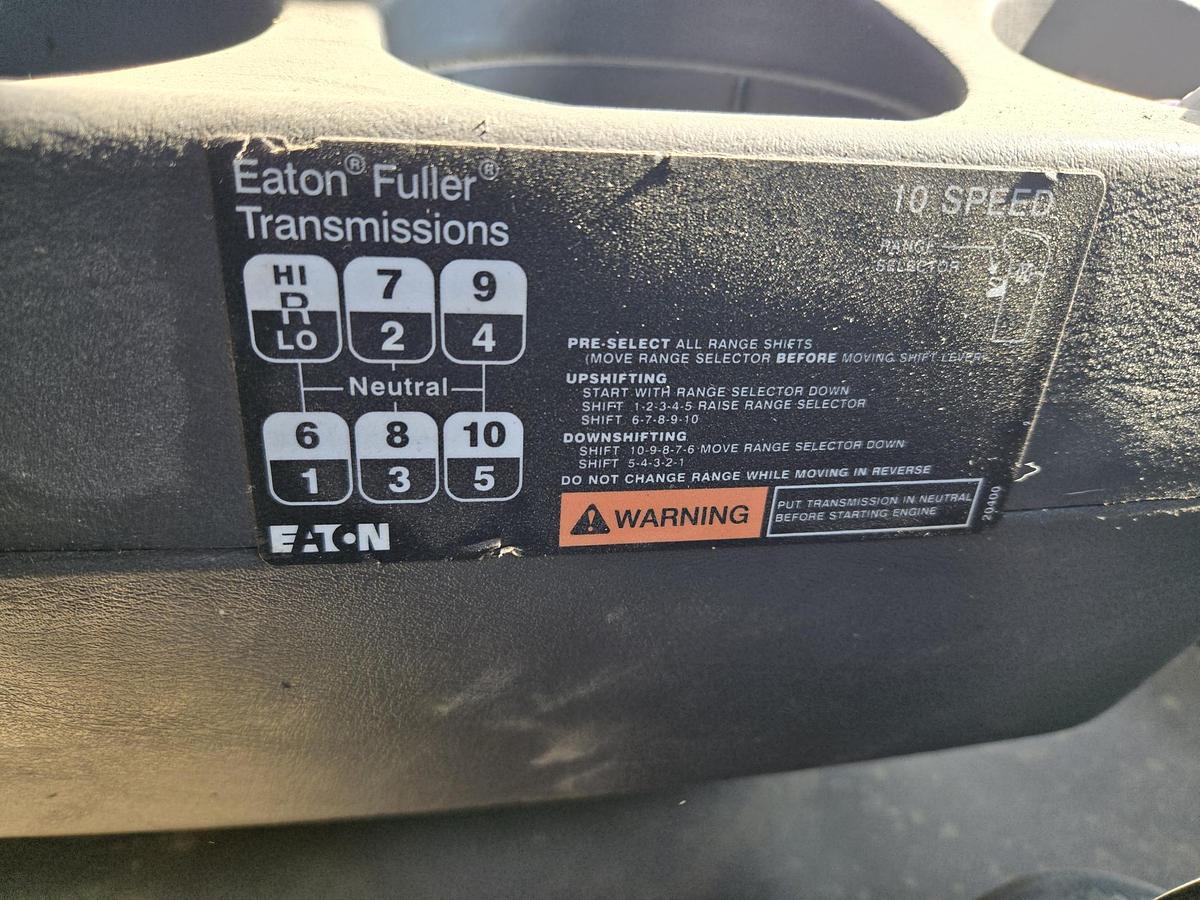 Eaton® Fuller®
Transmissions
10 SPEED
RANGE
SELECTOR
HI
R
LO
7
2
9
4
Neutral
6
1
8
3
10
5
EATON
PRE-SELECT ALL RANGE SHIFTS
(MOVE RANGE SELECTOR BEFORE MOVING SHIFT LEVER)
UPSHIFTING
START WITH RANGE SELECTOR DOWN
SHIFT 1-2-3-4-5 RAISE RANGE SELECTOR
SHIFT 6-7-8-9-10
DOWNSHIFTING
SHIFT 10-9-8-7-6 MOVE RANGE SELECTOR DOWN
SHIFT 5-4-3-2-1
DO NOT CHANGE RANGE WHILE MOVING IN REVERSE
WARNING
PUT TRANSMISSION IN NEUTRAL
BEFORE STARTING ENGINE
20400